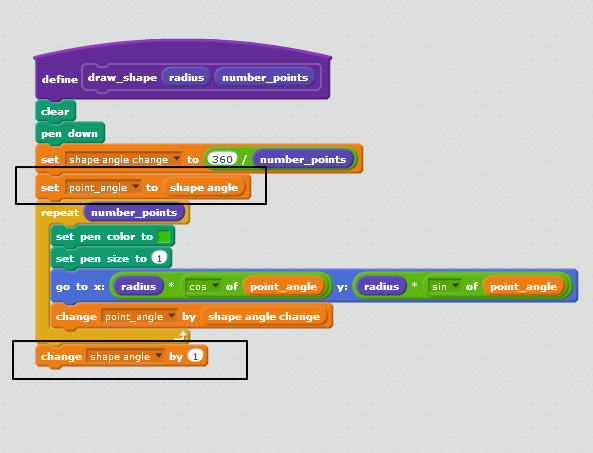 define draw_shape radius number_points
clear
pen down
set shape angle change to 360 / number_points
set point_angle to shape angle
repeat number_points
set pen color to
set pen size to 1
go to x: radius * cos of point_angle y: radius * sin of point_angle
change point_angle by shape angle change
change shape angle by 1